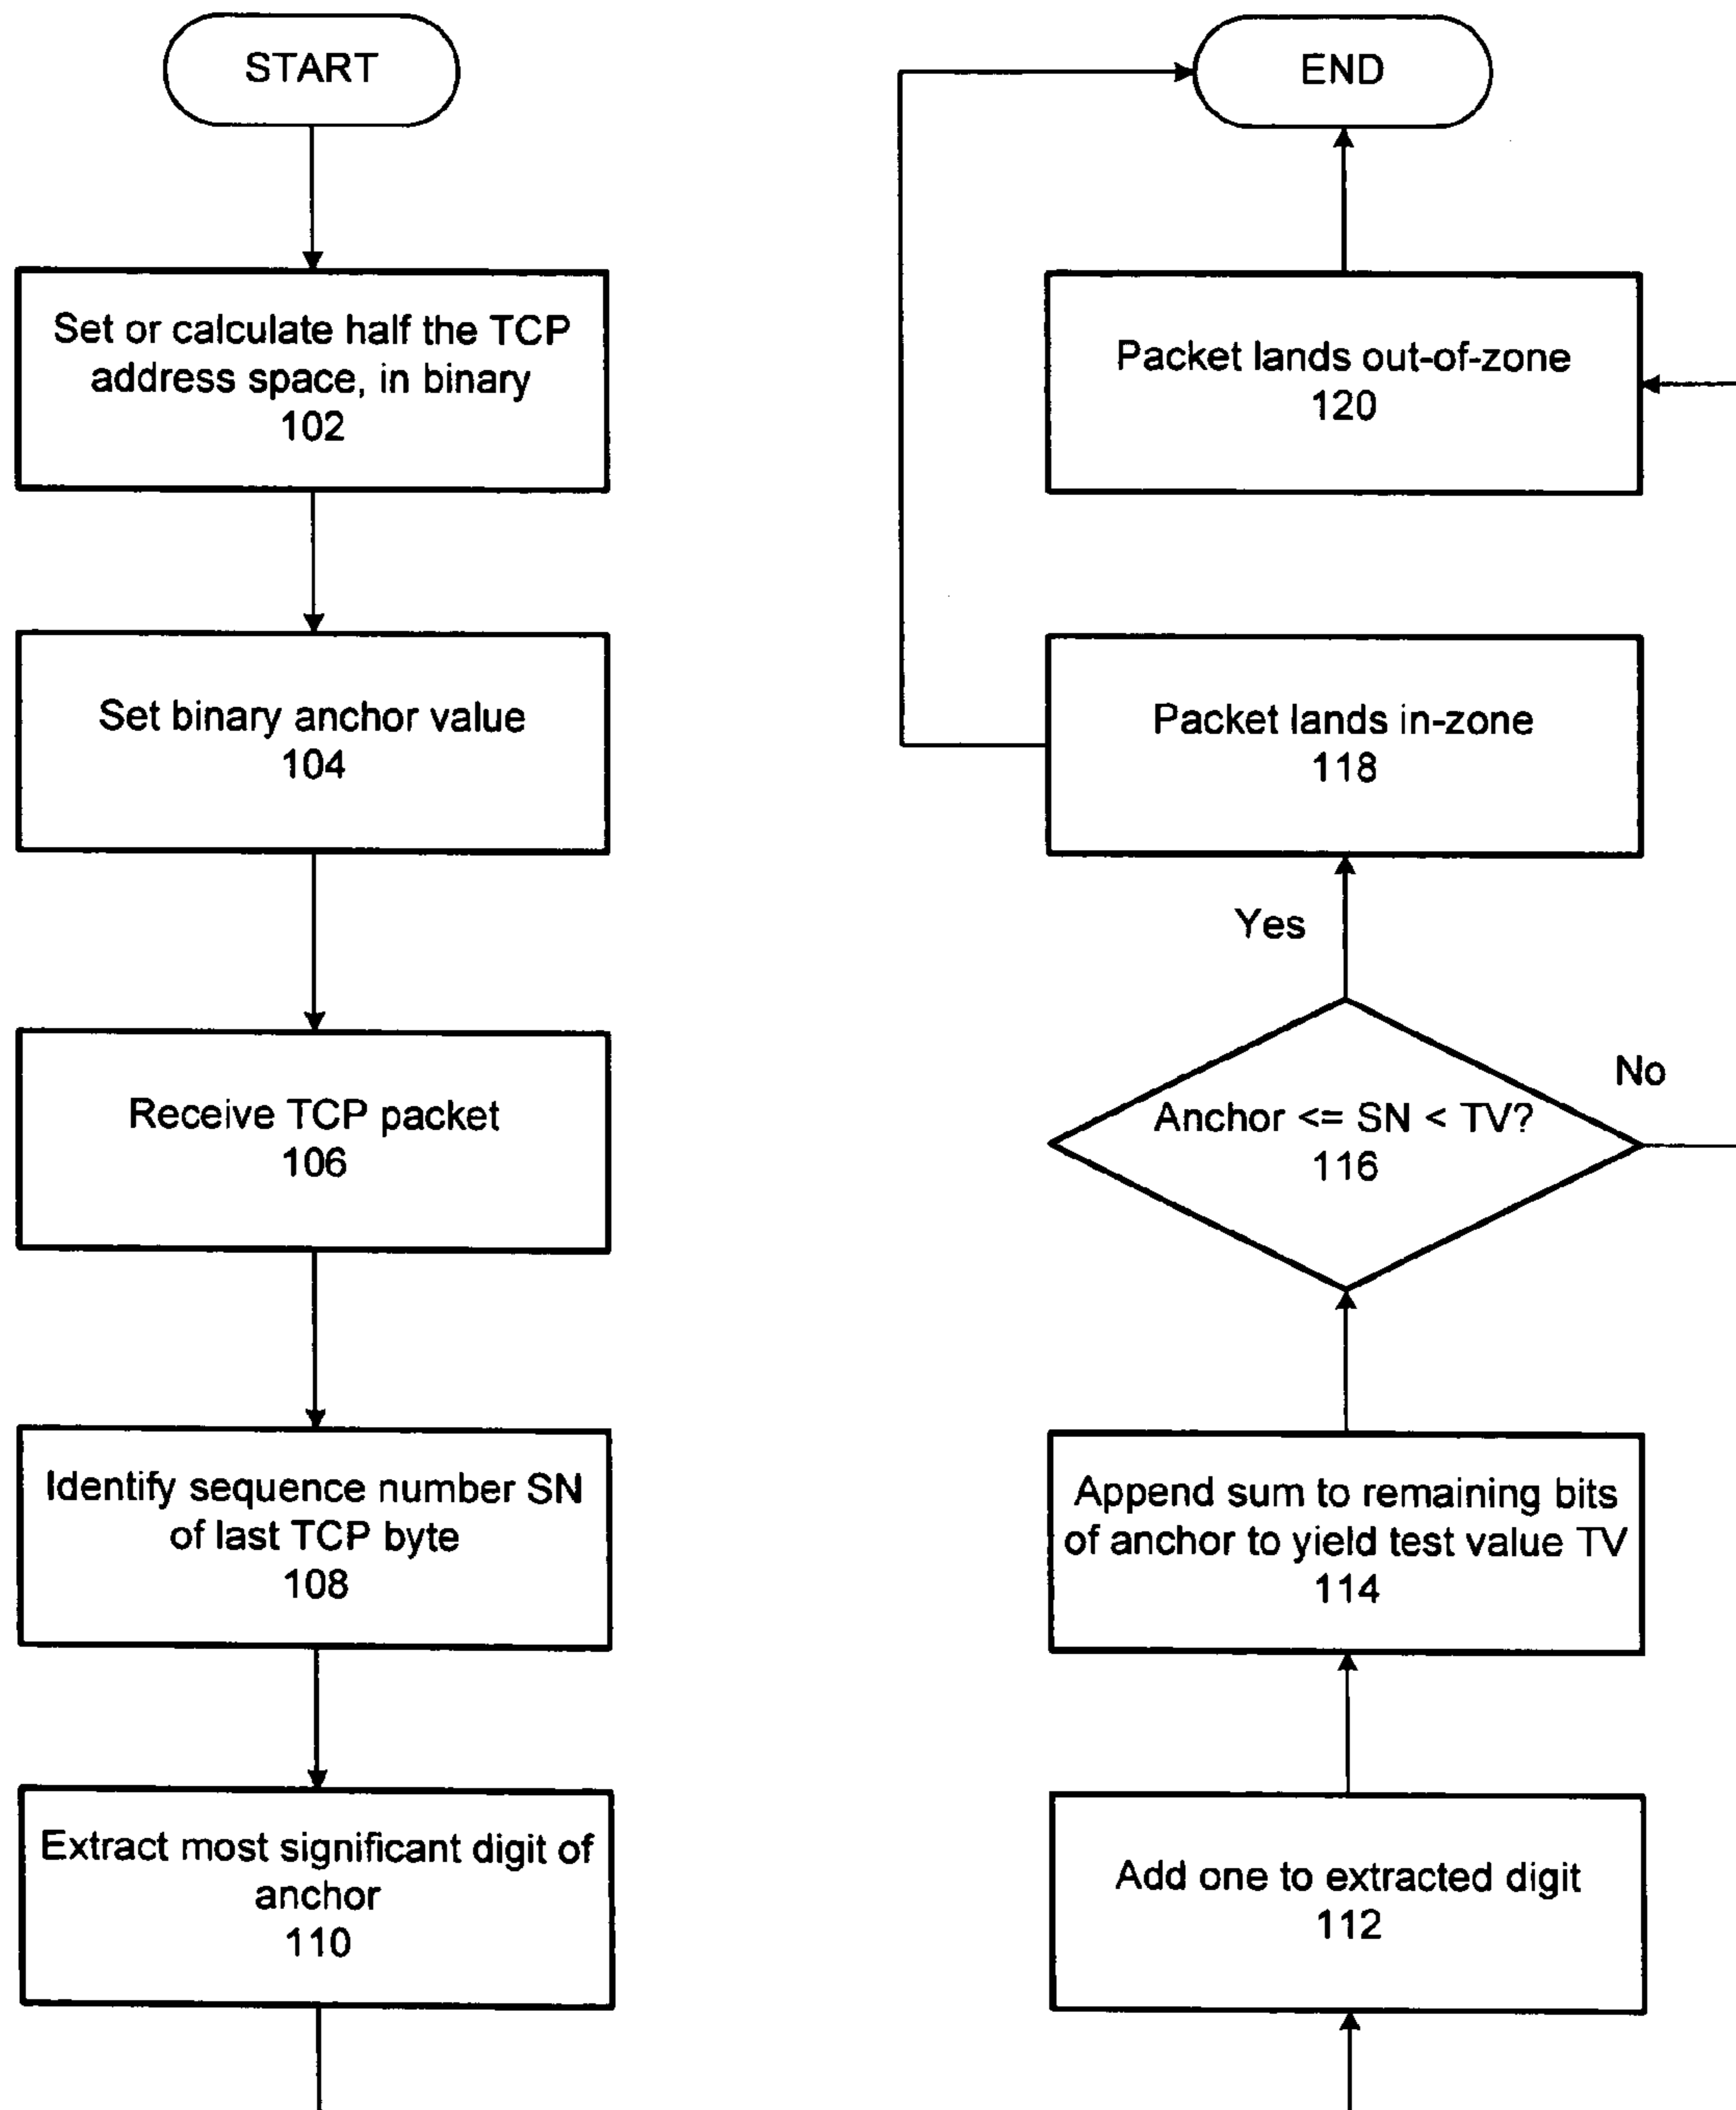 START
Set or calculate half the TCP
address space, in binary
102
Set binary anchor value
104
Receive TCP packet
106
Identify sequence number SN
of last TCP byte
108
Extract most significant digit of
anchor
110
END
Packet lands out-of-zone
120
Packet lands in-zone
118
Yes
No
Anchor <= SN < TV?
116
Append sum to remaining bits
of anchor to yield test value TV
114
Add one to extracted digit
112